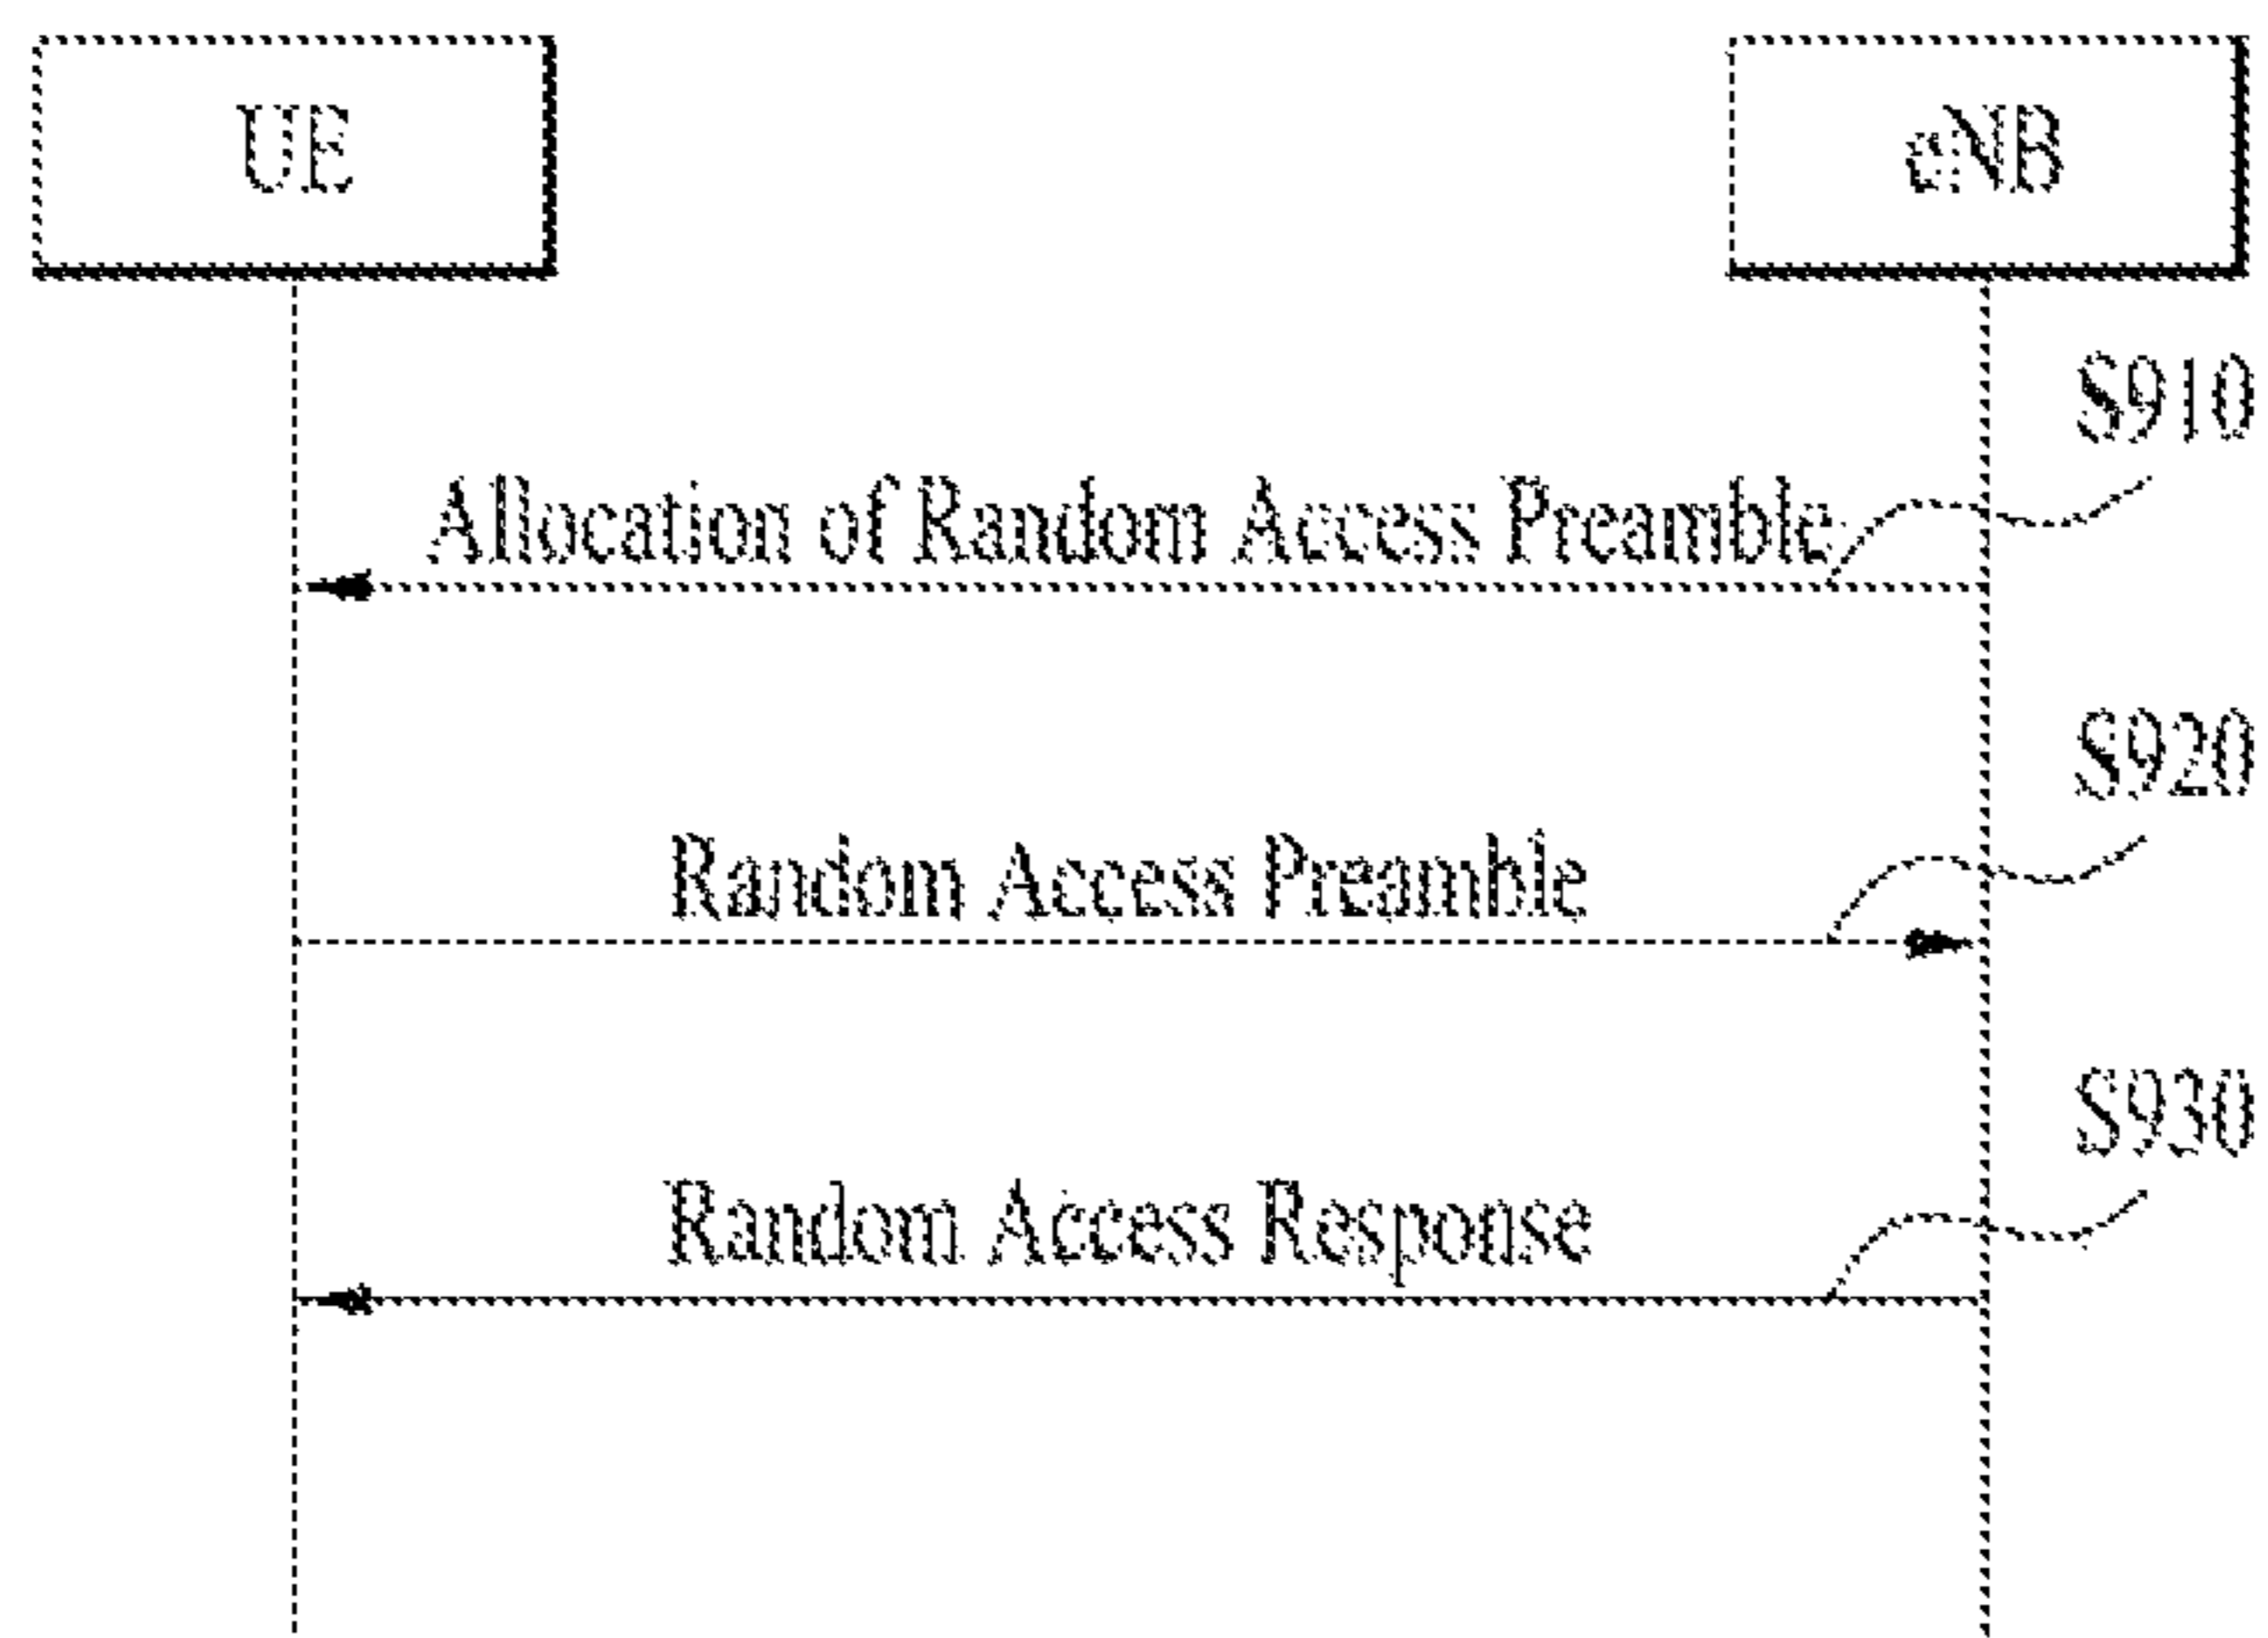 UE
eNB
S910
Allocation of Random Access Preamble
S920
Random Access Preamble
S930
Random Access Response